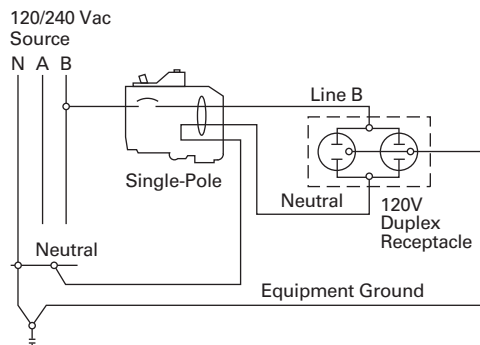 120/240 Vac
Source
N A B
Line B
Single-Pole
Neutral
120V
Duplex
Receptacle
Neutral
Equipment Ground